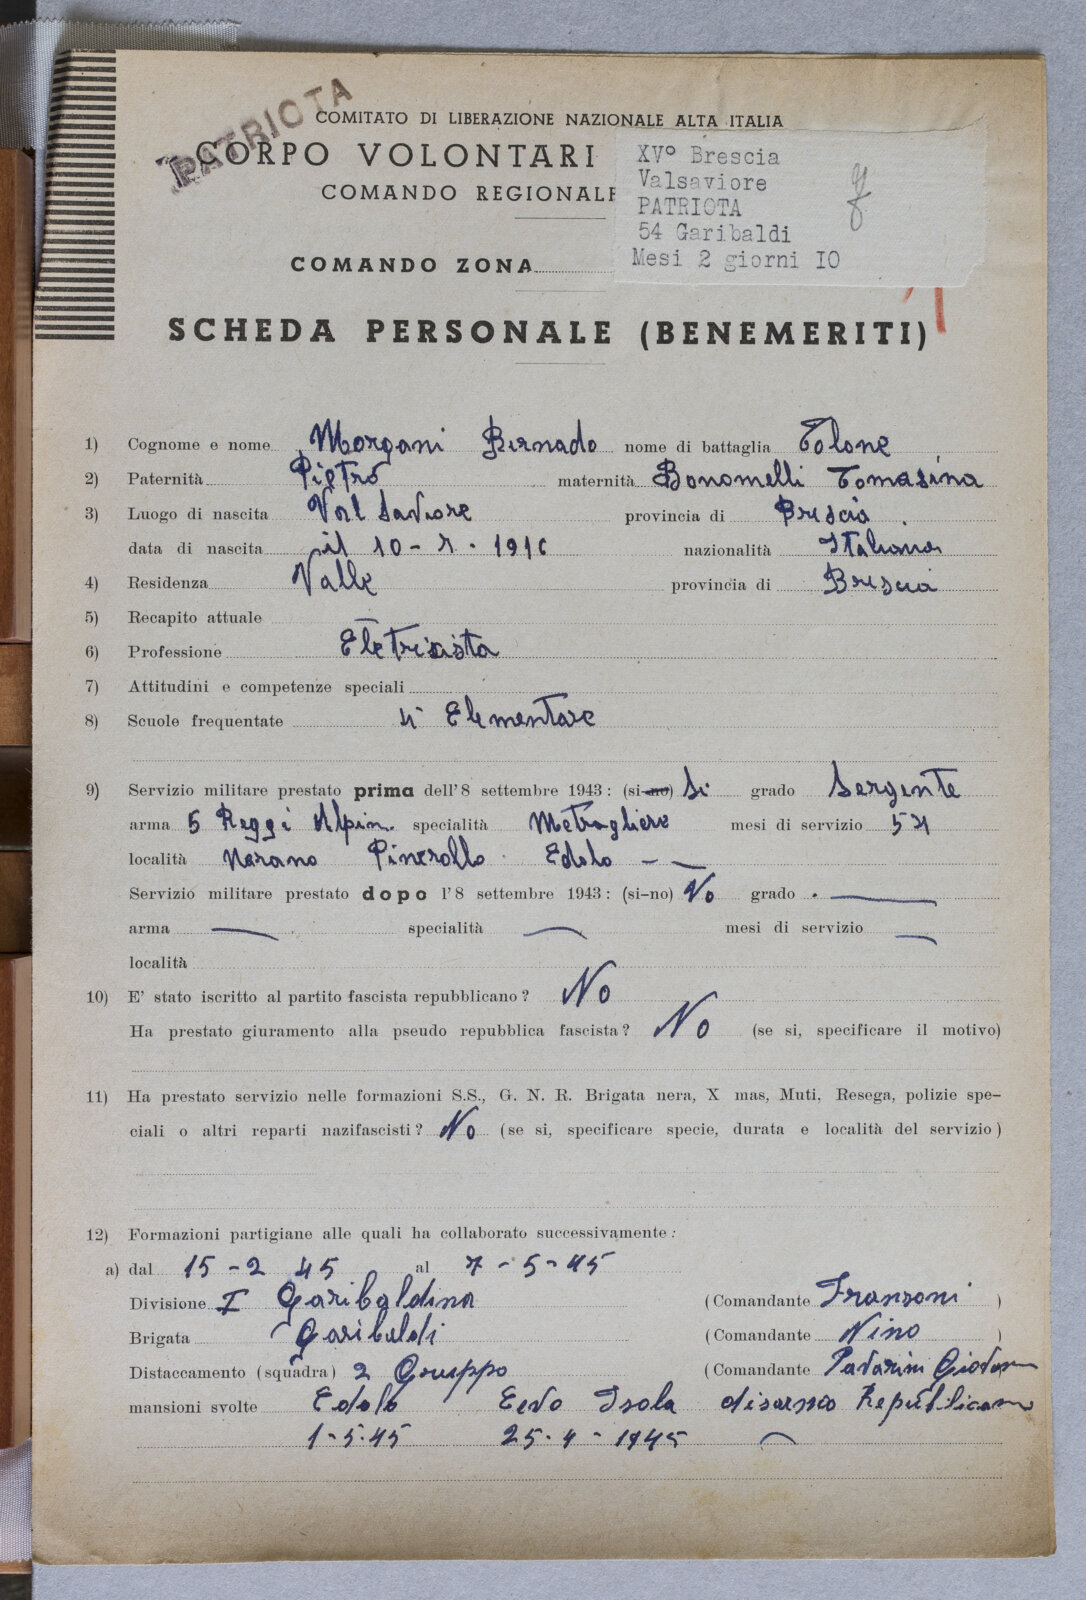 PATRIOTA
COMITATO DI LIBERAZIONE NAZIONALE ALTA ITALIA
CORPO VOLONTARI
COMANDO REGIONALE
XVº Brescia
Valsaviore
PATRIOTA
54 Garibaldi
Mesi 2 giorni IO
COMANDO ZONA
SCHEDA PERSONALE (BENEMERITI)
1) Cognome e nome Morgani Bernado nome di battaglia Tolone
2) Paternità Pietro maternità Bonomelli Tomasina
3) Luogo di nascita Val Saviore provincia di Brescia
data di nascita il 10-7-1916 nazionalità Italiana
4) Residenza Valle provincia di Brescia
5) Recapito attuale
6) Professione Eletricista
7) Attitudini e competenze speciali
8) Scuole frequentate 4ª Elementare
9) Servizio militare prestato prima dell'8 settembre 1943: (si-no) Si grado Sergente
arma 5 Reggi Alpin. specialità Metragliere mesi di servizio 54
località Merano Pinerollo Edolo
Servizio militare prestato dopo l'8 settembre 1943: (si-no) No grado
arma specialità mesi di servizio
località
10) E' stato iscritto al partito fascista repubblicano? No
Ha prestato giuramento alla pseudo repubblica fascista? No (se si, specificare il motivo)
11) Ha prestato servizio nelle formazioni S.S., G. N. R. Brigata nera, X mas, Muti, Resega, polizie spe-
ciali o altri reparti nazifascisti? No (se si, specificare specie, durata e località del servizio)
12) Formazioni partigiane alle quali ha collaborato successivamente:
a) dal 15-2 45 al 7-5-45
Divisione I Garibaldina (Comandante Franzoni)
Brigata Garibaldi (Comandante Nino)
Distaccamento (squadra) 2 Gruppo (Comandante Pavarini
mansioni svolte Edolo Isola disarmo
1-5-45 25-4-1945